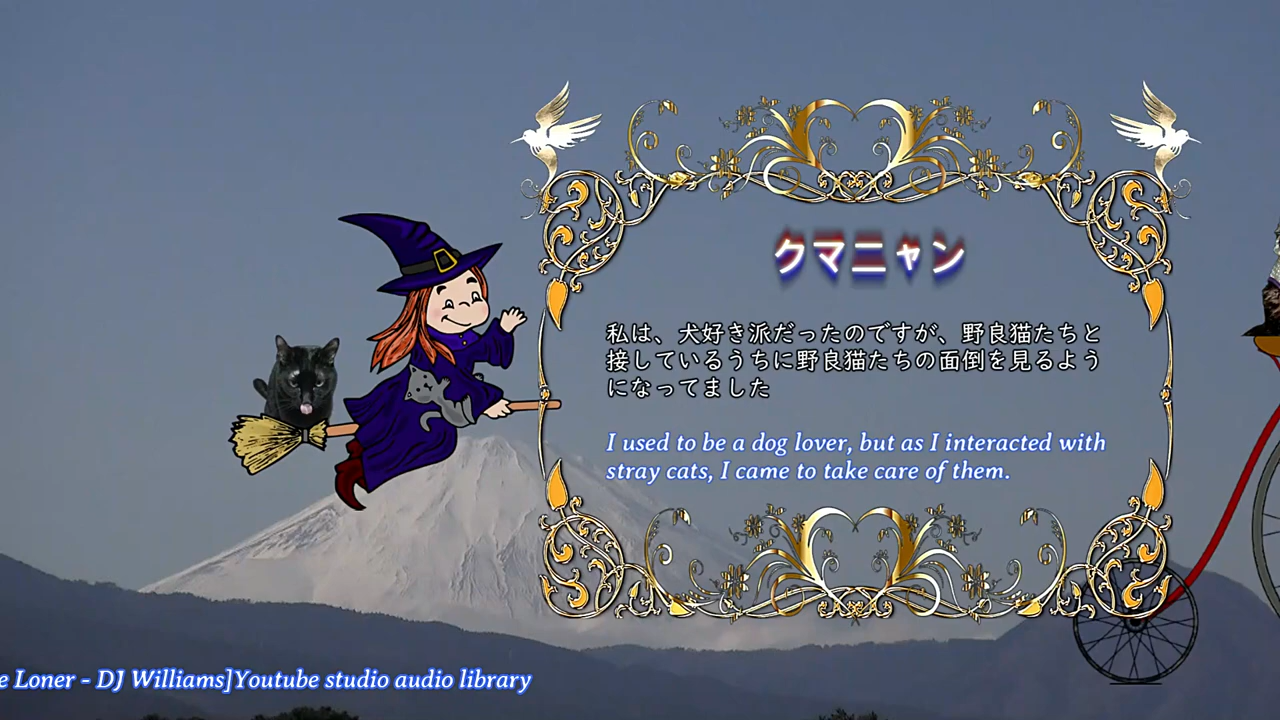 クマニャン
私は、犬好き派だったのですが、野良猫たちと
接しているうちに野良猫たちの面倒を見るよう
になってました
I used to be a dog lover, but as I interacted with
stray cats, I came to take care of them.
e Loner - DJ Williams]Youtube studio audio library